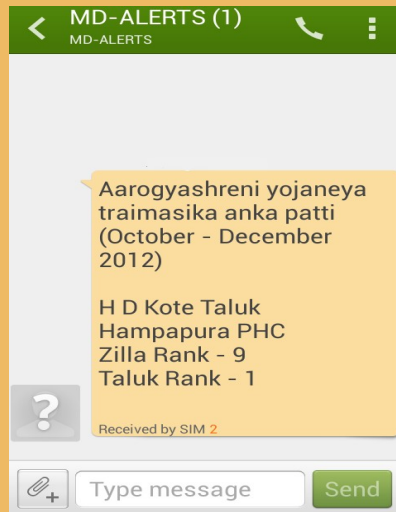 MD-ALERTS (1)
MD-ALERTS
Aarogyashreni yojaneya
traimasika anka patti
(October - December
2012)
H D Kote Taluk
Hampapura PHC
Zilla Rank - 9
Taluk Rank - 1
?
Received by SIM 2
Type message
Send